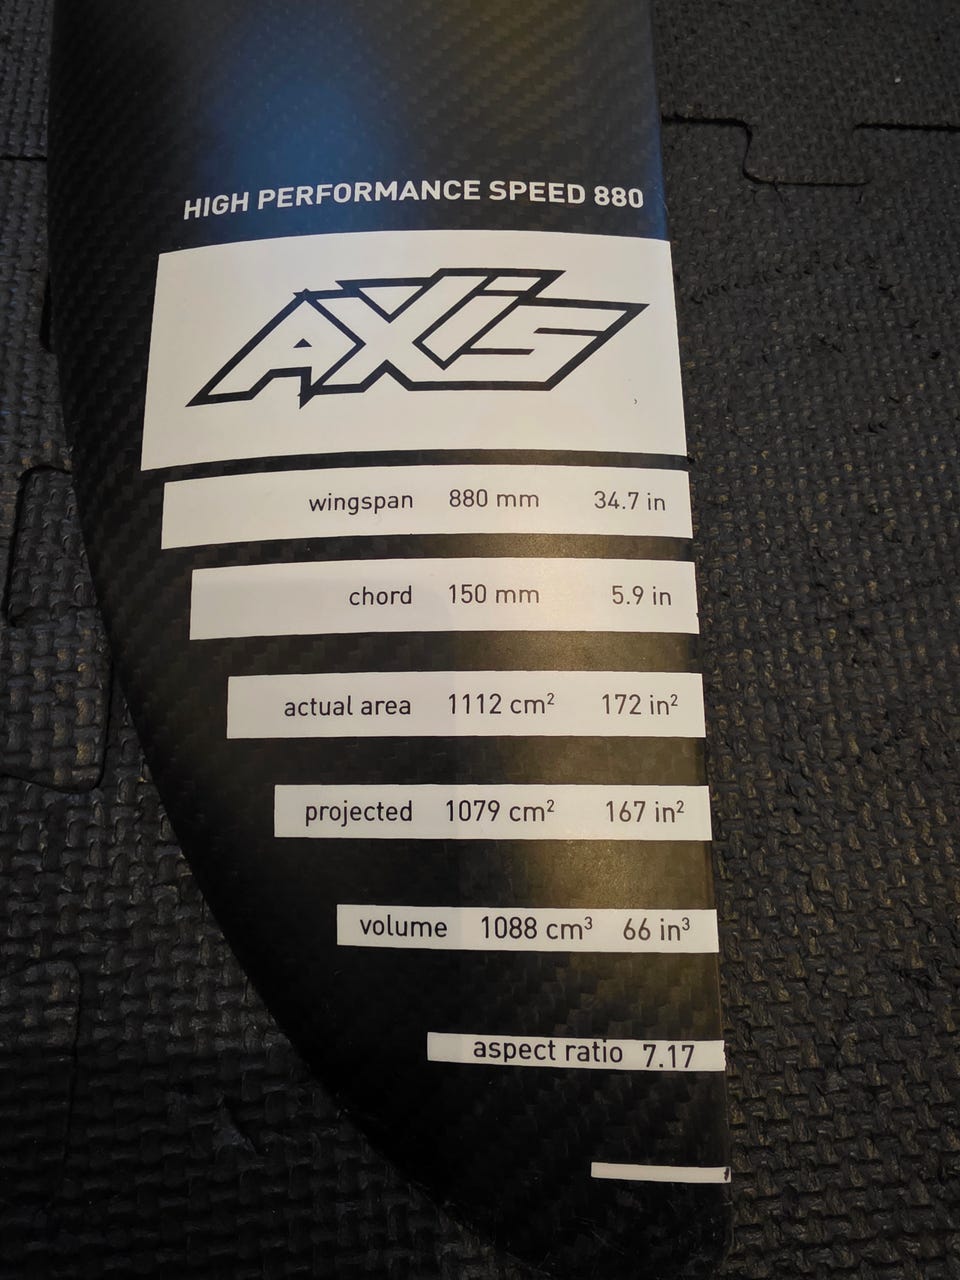 HIGH PERFORMANCE SPEED 880
AXIS
wingspan 880 mm 34.7 in
chord 150 mm 5.9 in
actual area 1112 cm² 172 in²
projected 1079 cm² 167 in²
volume 1088 cm³ 66 in³
aspect ratio 7.17